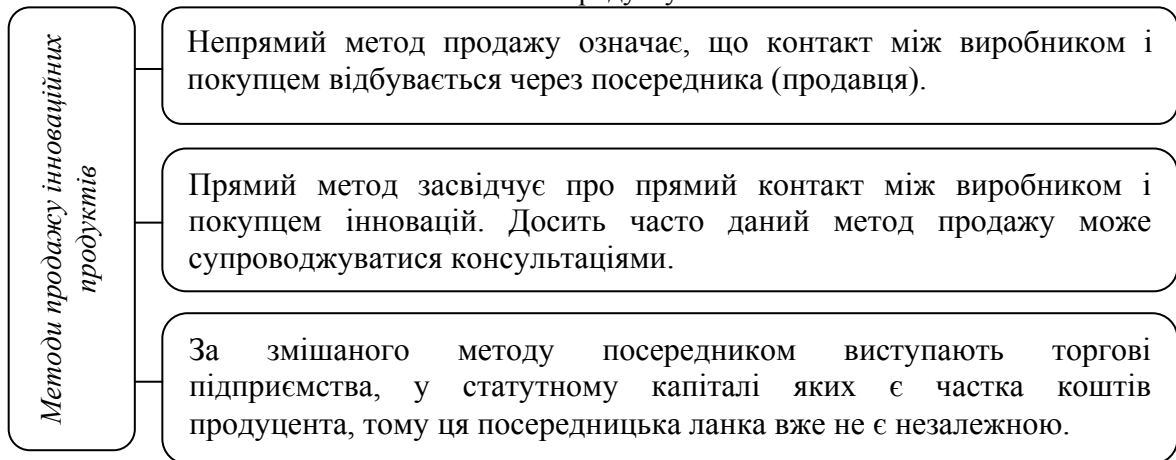 Методи продажу інноваційних
продуктів
Непрямий метод продажу означає, що контакт між виробником і
покупцем відбувається через посередника (продавця).
Прямий метод засвідчує про прямий контакт між виробником і
покупцем інновацій. Досить часто даний метод продажу може
супроводжуватися консультаціями.
За змішаного методу посередником виступають торгові
підприємства, у статутному капіталі яких є частка коштів
продуцента, тому ця посередницька ланка вже не є незалежною.